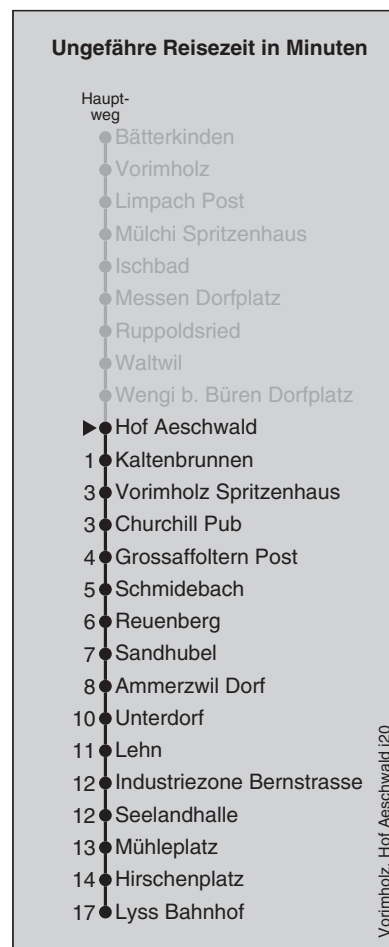 Ungefähre Reisezeit in Minuten
Haupt-
weg
Bätterkinden
Vorimholz
Limpach Post
Mülchi Spritzenhaus
Ischbad
Messen Dorfplatz
Ruppoldsried
Waltwil
Wengi b. Büren Dorfplatz
Hof Aeschwald
1 Kaltenbrunnen
3 Vorimholz Spritzenhaus
3 Churchill Pub
4 Grossaffoltern Post
5 Schmidebach
6 Reuenberg
7 Sandhubel
8 Ammerzwil Dorf
10 Unterdorf
11 Lehn
12 Industriezone Bernstrasse
12 Seelandhalle
13 Mühleplatz
14 Hirschenplatz
17 Lyss Bahnhof
Vorimholz, Hof Aeschwald j20